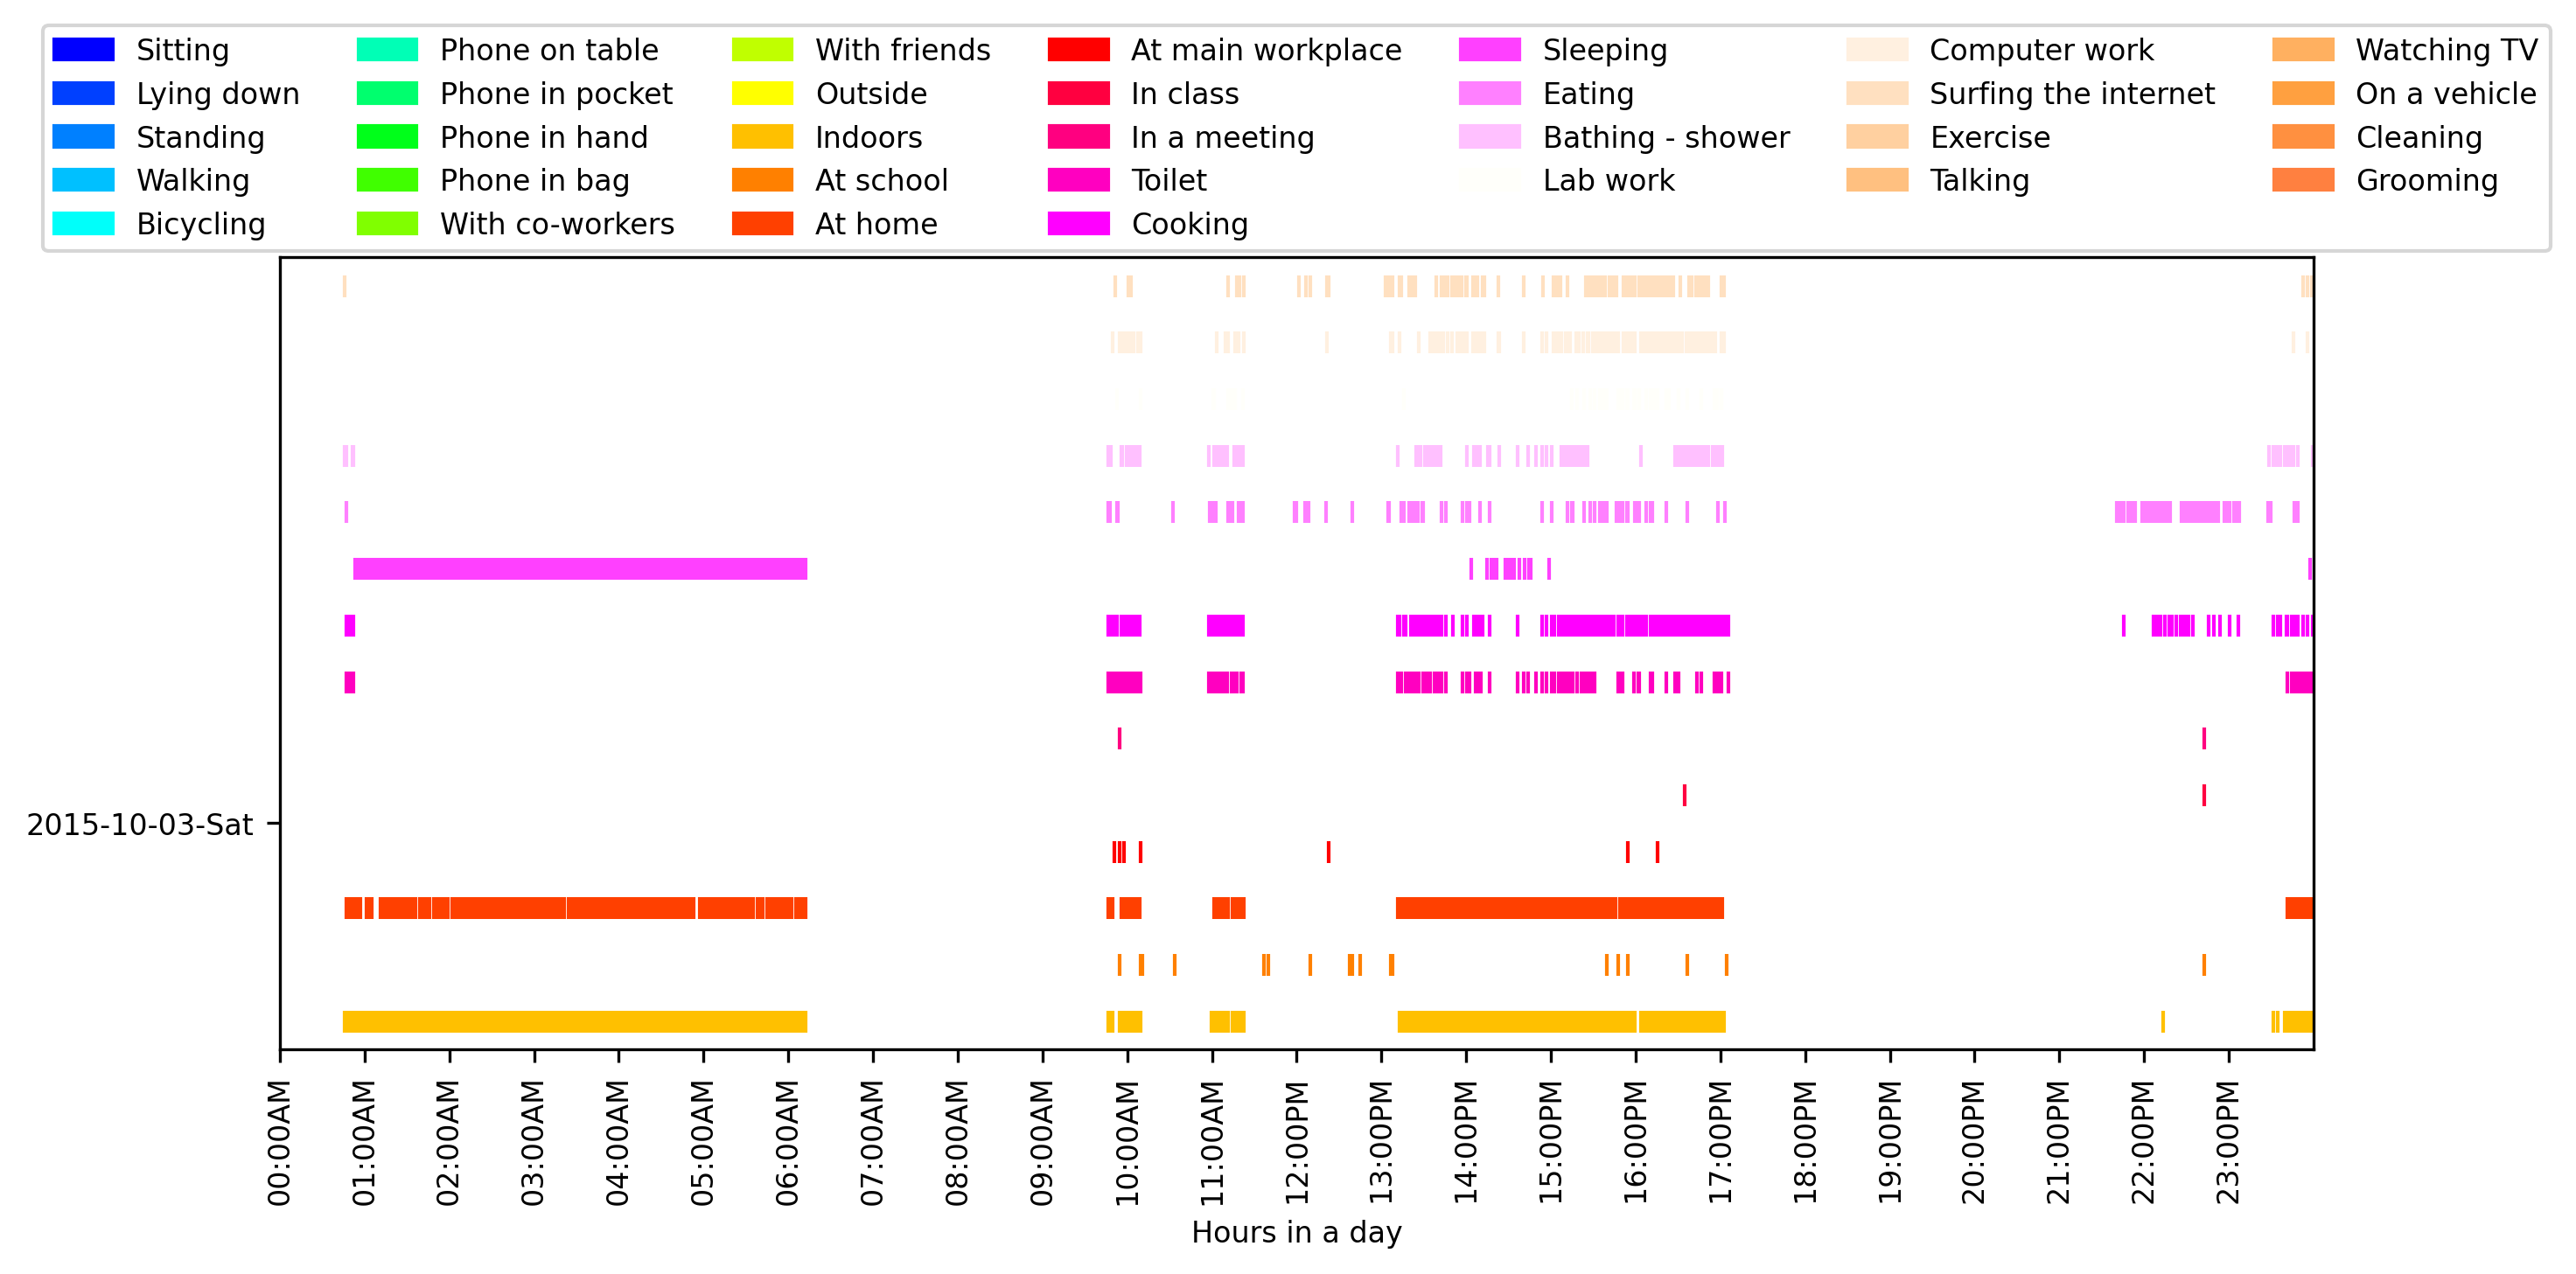 Sitting
Lying down
Standing
Walking
Bicycling
Phone on table
Phone in pocket
Phone in hand
Phone in bag
With co-workers
With friends
Outside
Indoors
At school
At home
At main workplace
In class
In a meeting
Toilet
Cooking
Sleeping
Eating
Bathing - shower
Lab work
Computer work
Surfing the internet
Exercise
Talking
Watching TV
On a vehicle
Cleaning
Grooming
2015-10-03-Sat
00:00AM
01:00AM
02:00AM
03:00AM
04:00AM
05:00AM
06:00AM
07:00AM
08:00AM
09:00AM
10:00AM
11:00AM
12:00PM
13:00PM
14:00PM
15:00PM
16:00PM
17:00PM
18:00PM
19:00PM
20:00PM
21:00PM
22:00PM
23:00PM
Hours in a day